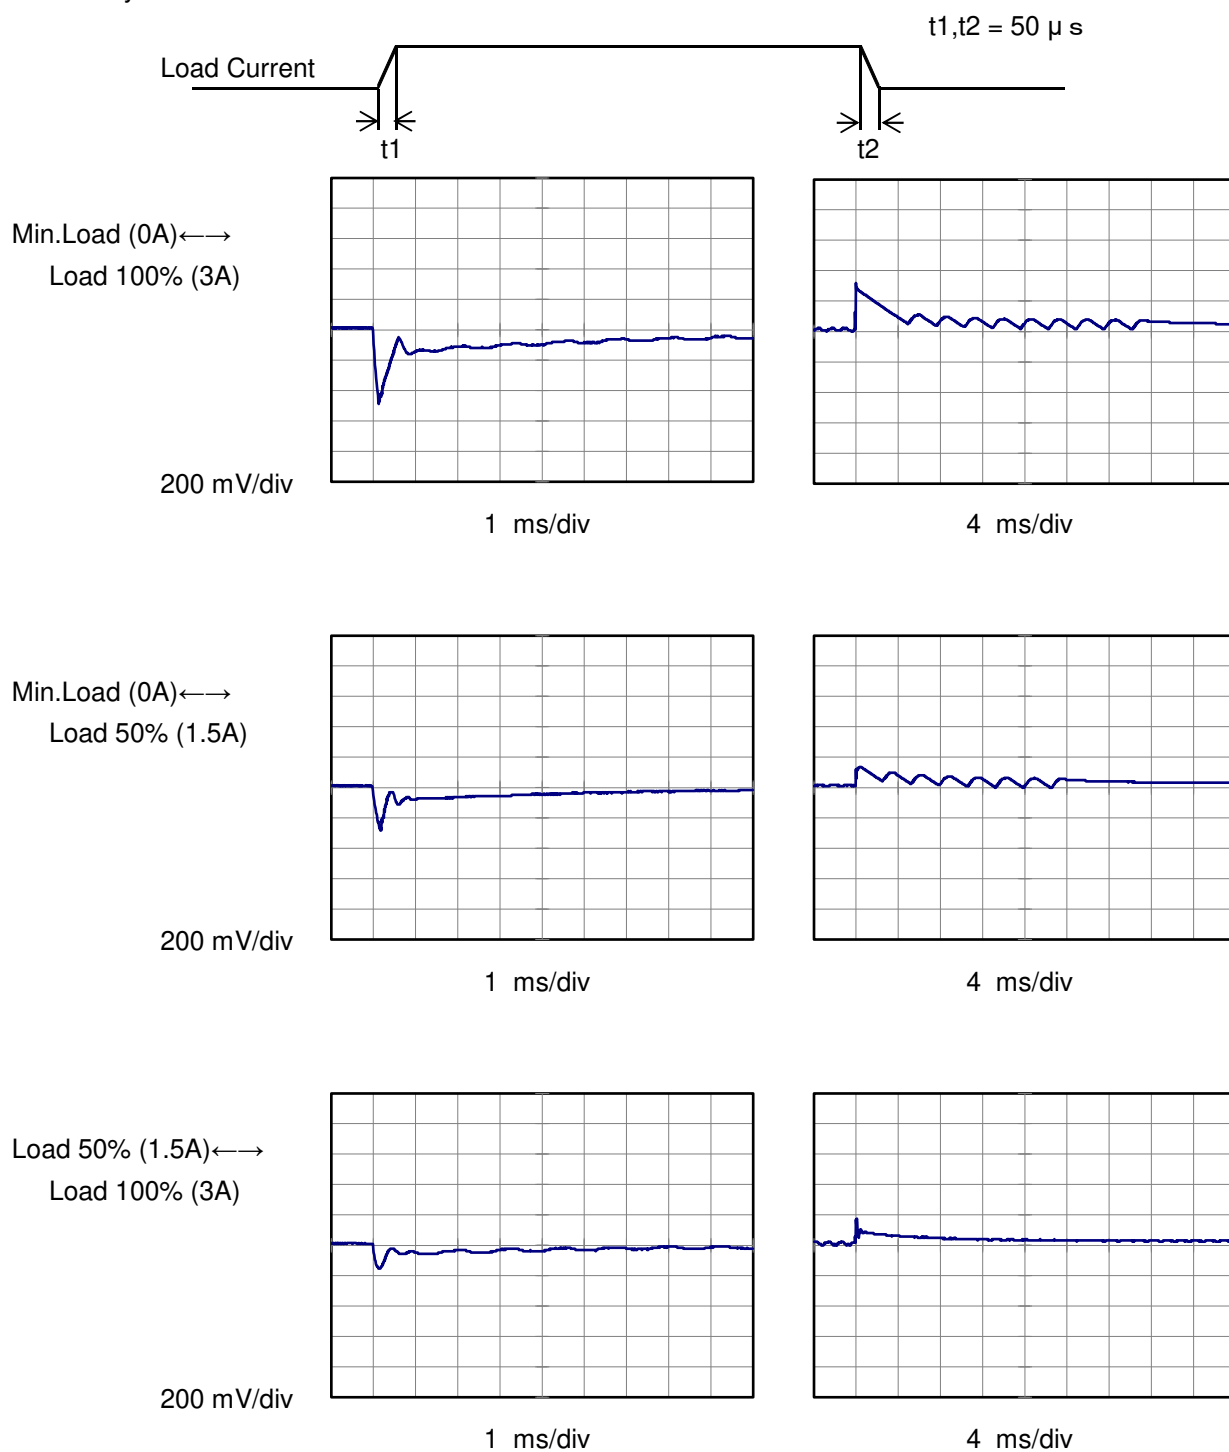 t1,t2 = 50 μs
Load Current
t1
t2
Min.Load (0A)←→
Load 100% (3A)
200 mV/div
1 ms/div
4 ms/div
Min.Load (0A)←→
Load 50% (1.5A)
200 mV/div
1 ms/div
4 ms/div
Load 50% (1.5A)←→
Load 100% (3A)
200 mV/div
1 ms/div
4 ms/div